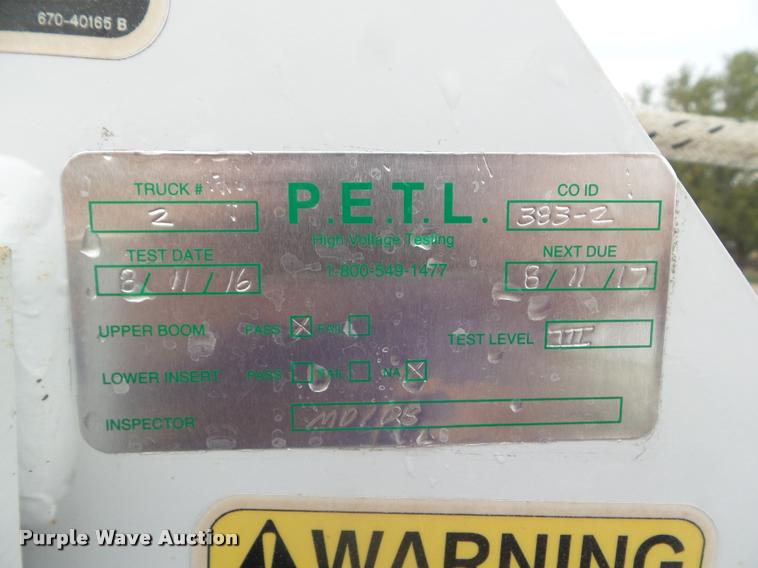 670-40165 B
TRUCK #
2
P.E.T.L.
CO ID
383-2
High Voltage Testing
TEST DATE
8/11/16
1-800-549-1477
NEXT DUE
8/11/17
UPPER BOOM PASS FAIL
TEST LEVEL III
LOWER INSERT PASS FAIL NA
INSPECTOR
WARNING
Purple Wave Auction